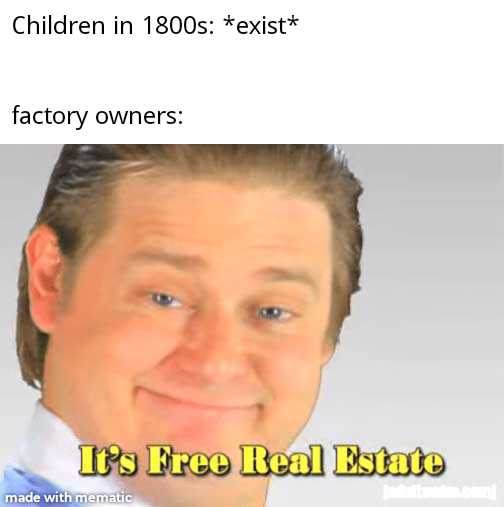 Children in 1800s: *exist*
factory owners:
It's Free Real Estate
made with mematic